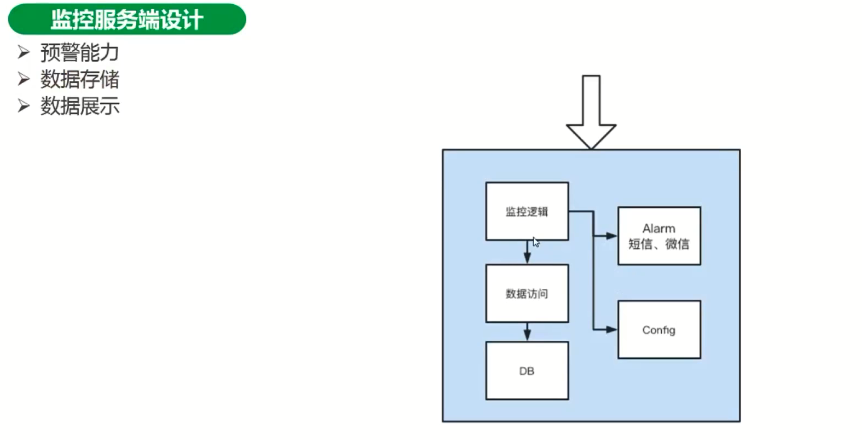 监控服务端设计
预警能力
数据存储
数据展示
监控逻辑
Alarm
短信、微信
数据访问
Config
DB